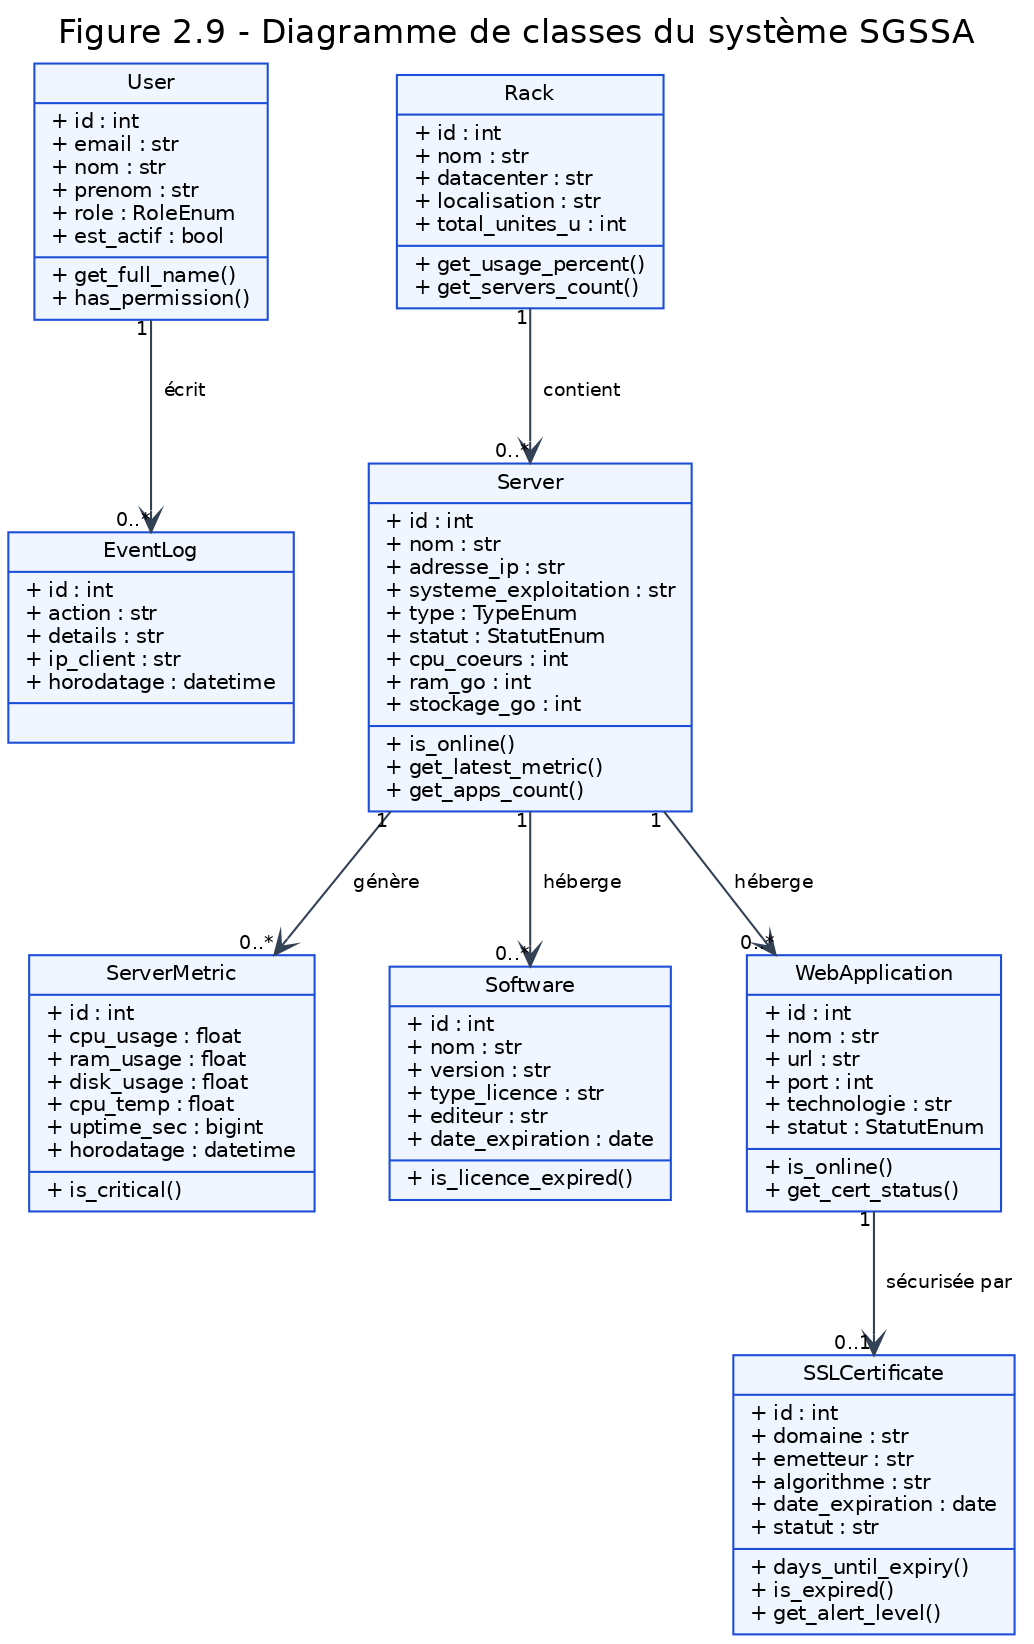 Figure 2.9 - Diagramme de classes du système SGSSA
User
+ id : int
+ email : str
+ nom : str
+ prenom : str
+ role : RoleEnum
+ est_actif : bool
+ get_full_name()
+ has_permission()
Rack
+ id : int
+ nom : str
+ datacenter : str
+ localisation : str
+ total_unites_u : int
+ get_usage_percent()
+ get_servers_count()
1
écrit
0..*
1
contient
0..*
EventLog
+ id : int
+ action : str
+ details : str
+ ip_client : str
+ horodatage : datetime
Server
+ id : int
+ nom : str
+ adresse_ip : str
+ systeme_exploitation : str
+ type : TypeEnum
+ statut : StatutEnum
+ cpu_coeurs : int
+ ram_go : int
+ stockage_go : int
+ is_online()
+ get_latest_metric()
+ get_apps_count()
1
génère
0..*
1
héberge
0..*
1
héberge
0..*
ServerMetric
+ id : int
+ cpu_usage : float
+ ram_usage : float
+ disk_usage : float
+ cpu_temp : float
+ uptime_sec : bigint
+ horodatage : datetime
+ is_critical()
Software
+ id : int
+ nom : str
+ version : str
+ type_licence : str
+ editeur : str
+ date_expiration : date
+ is_licence_expired()
WebApplication
+ id : int
+ nom : str
+ url : str
+ port : int
+ technologie : str
+ statut : StatutEnum
+ is_online()
+ get_cert_status()
1
sécurisée par
0..1
SSLCertificate
+ id : int
+ domaine : str
+ emetteur : str
+ algorithme : str
+ date_expiration : date
+ statut : str
+ days_until_expiry()
+ is_expired()
+ get_alert_level()